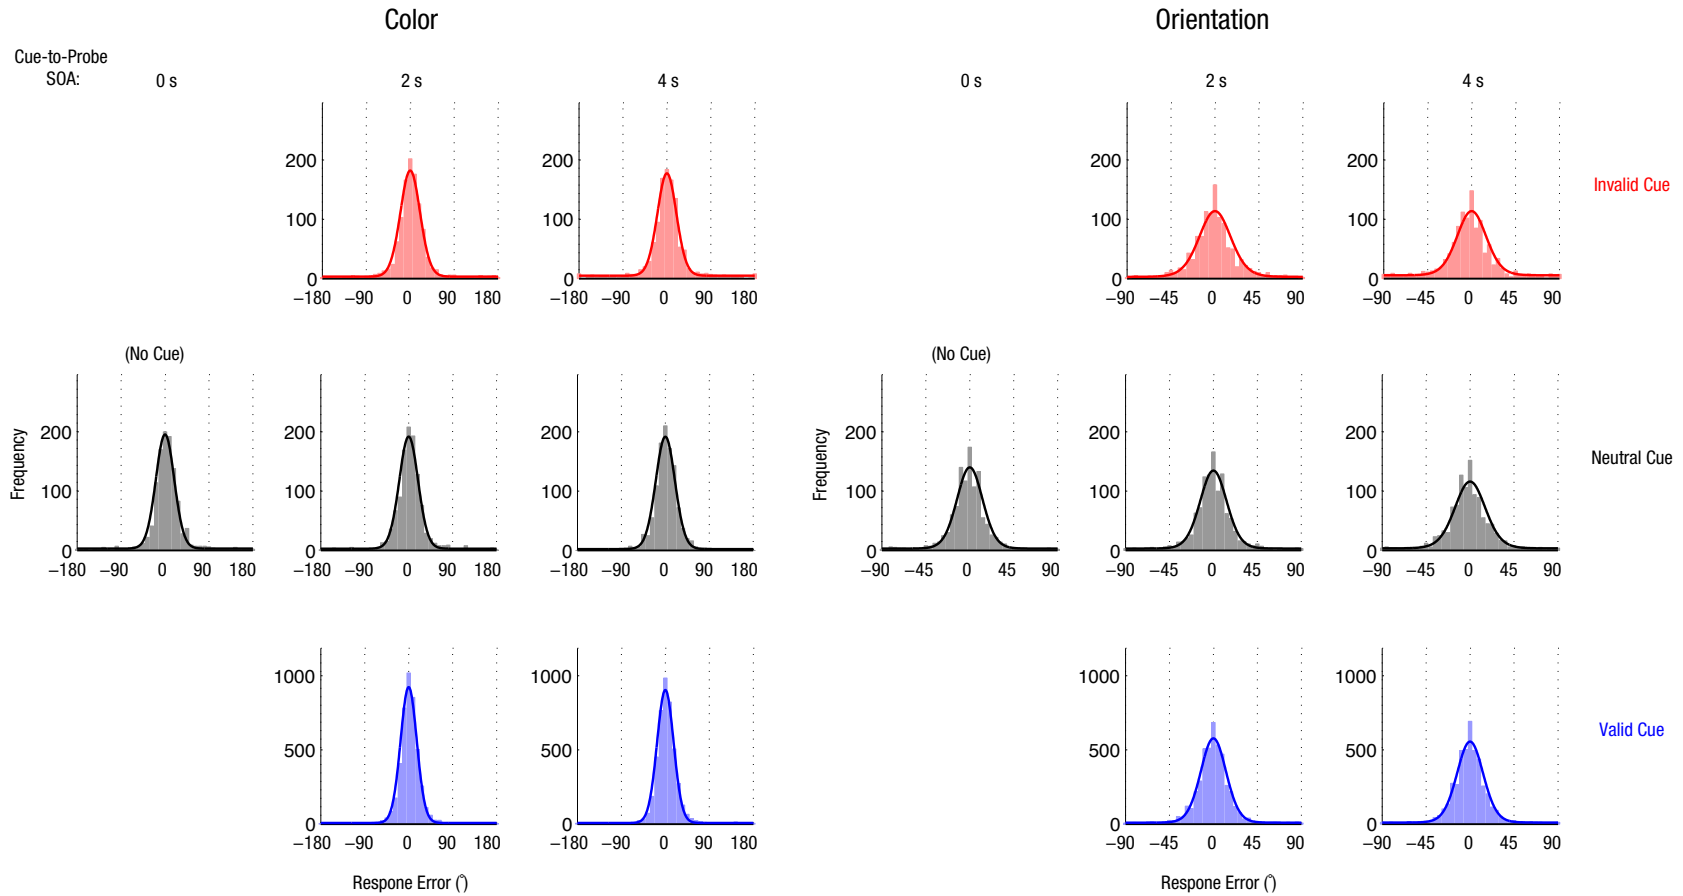 Color Orientation
Cue-to-Probe
SOA: 0 s 2 s 4 s 0 s 2 s 4 s
200 200 200 200
Invalid Cue
100 100 100 100
0 0 0 0
−180 −90 0 90 180 −180 −90 0 90 180 −90 −45 0 45 90 −90 −45 0 45 90
(No Cue) (No Cue)
200 200 200 200 200 200
Frequency Frequency Neutral Cue
100 100 100 100 100 100
0 0 0 0 0 0
−180 −90 0 90 180 −180 −90 0 90 180 −180 −90 0 90 180 −90 −45 0 45 90 −90 −45 0 45 90 −90 −45 0 45 90
1000 1000 1000 1000
Valid Cue
500 500 500 500
0 0 0 0
−180 −90 0 90 180 −180 −90 0 90 180 −90 −45 0 45 90 −90 −45 0 45 90
Respone Error (°) Respone Error (°)